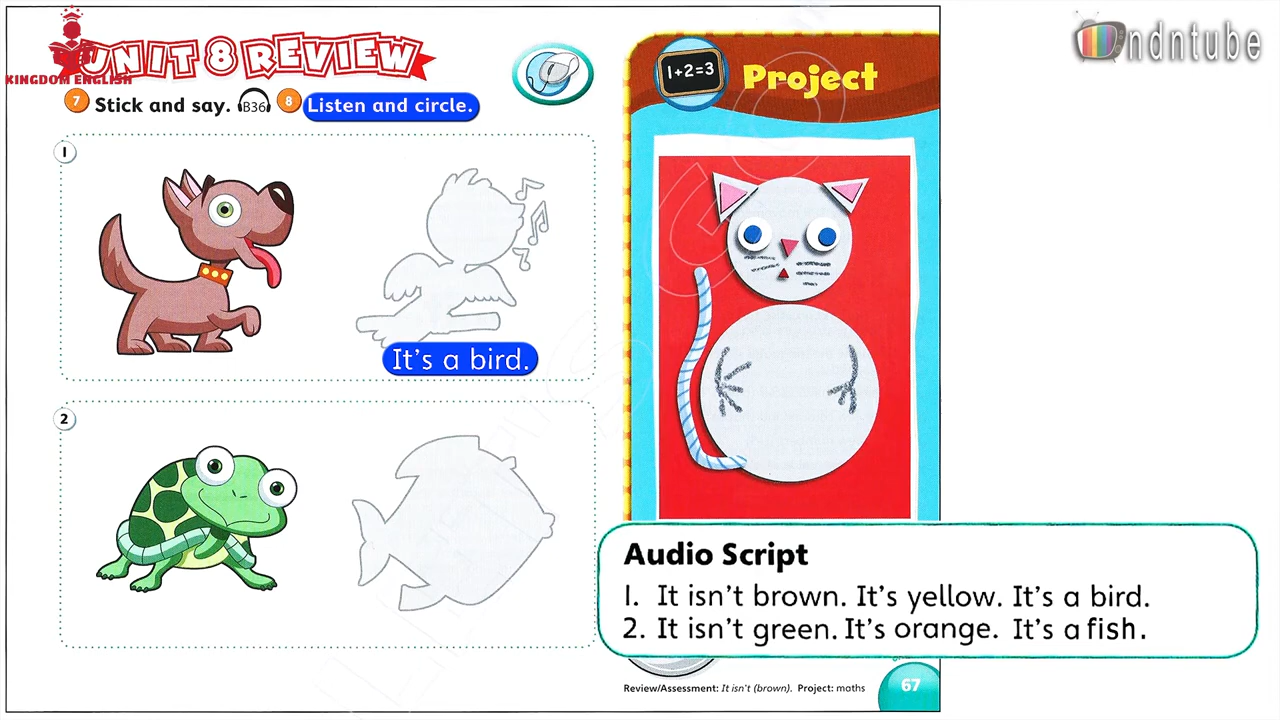 UNIT 8 REVIEW
KINGDOM ENGLISH
7 Stick and say. B36 8 Listen and circle.
1
It's a bird.
2
1+2=3 Project
ndntube
Audio Script
1. It isn't brown. It's yellow. It's a bird.
2. It isn't green. It's orange. It's a fish.
Review/Assessment: It isn't (brown). Project: maths
67